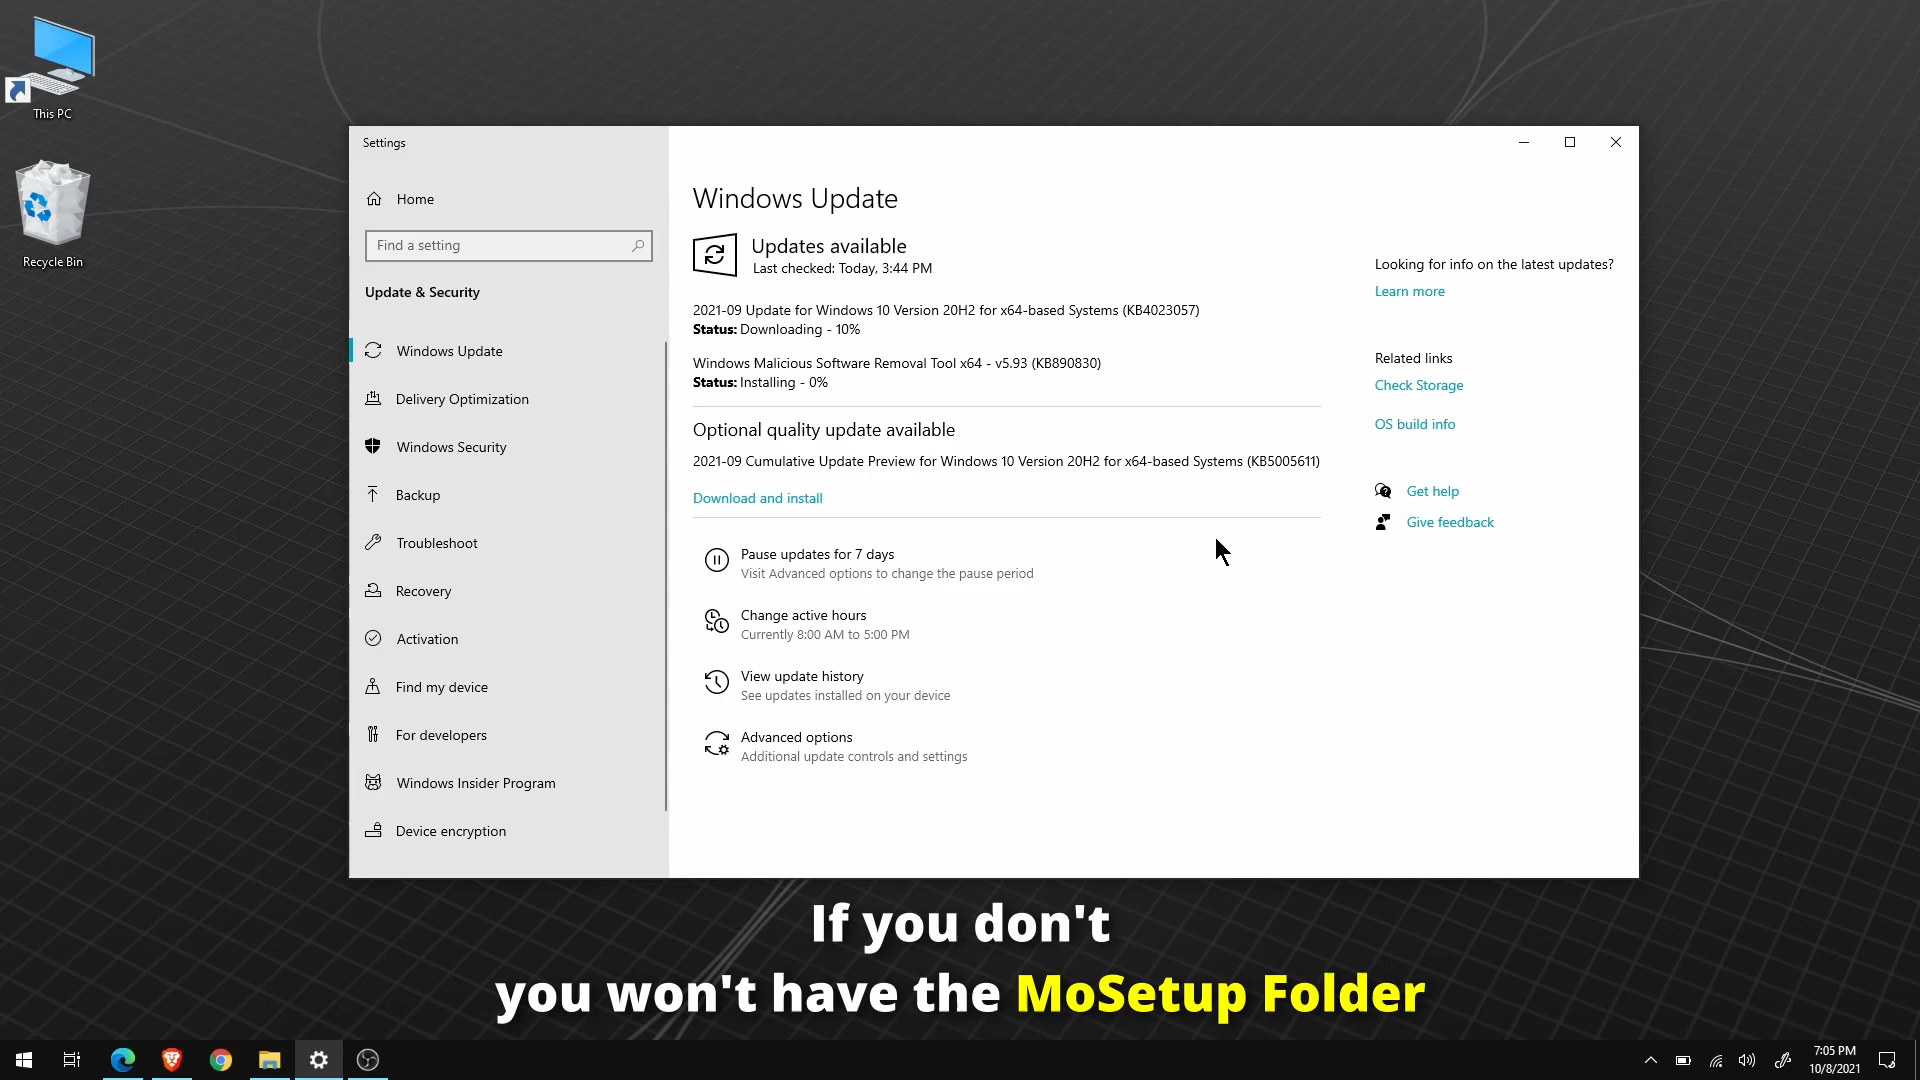 This PC
Recycle Bin
Settings
Home
Find a setting
Update & Security
Windows Update
Delivery Optimization
Windows Security
Backup
Troubleshoot
Recovery
Activation
Find my device
For developers
Windows Insider Program
Device encryption
Windows Update
Updates available
Last checked: Today, 3:44 PM
2021-09 Update for Windows 10 Version 20H2 for x64-based Systems (KB4023057)
Status: Downloading - 10%
Windows Malicious Software Removal Tool x64 - v5.93 (KB890830)
Status: Installing - 0%
Optional quality update available
2021-09 Cumulative Update Preview for Windows 10 Version 20H2 for x64-based Systems (KB5005611)
Download and install
Pause updates for 7 days
Visit Advanced options to change the pause period
Change active hours
Currently 8:00 AM to 5:00 PM
View update history
See updates installed on your device
Advanced options
Additional update controls and settings
Looking for info on the latest updates?
Learn more
Related links
Check Storage
OS build info
Get help
Give feedback
If you don't
you won't have the MoSetup Folder
7:05 PM
10/8/2021